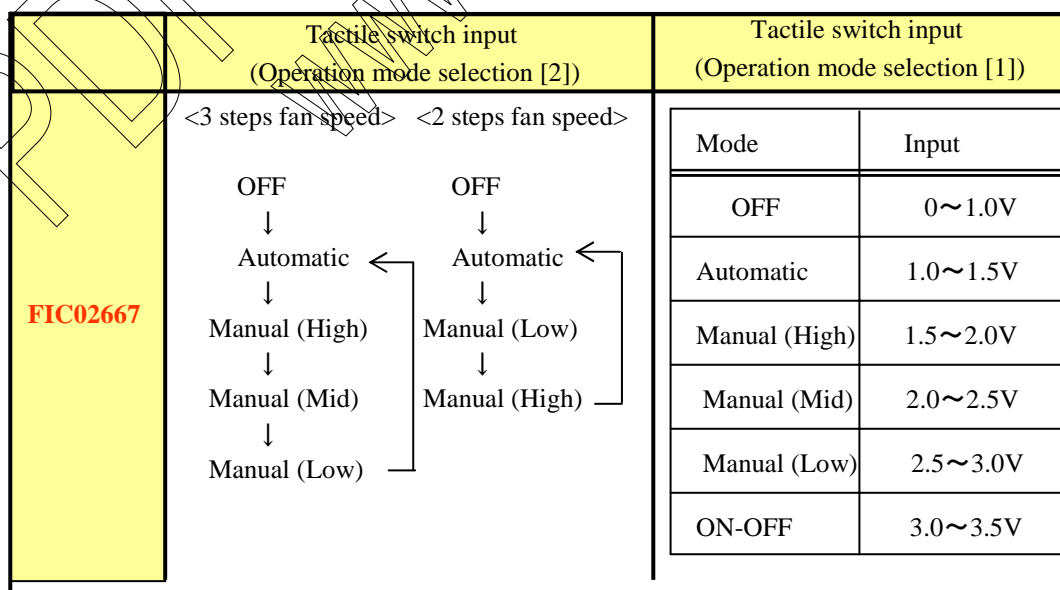 Tactile switch input
(Operation mode selection [2])
Tactile switch input
(Operation mode selection [1])
FIC02667
<3 steps fan speed> <2 steps fan speed>
OFF
↓
Automatic
↓
Manual (High)
↓
Manual (Mid)
↓
Manual (Low)
OFF
↓
Automatic
↓
Manual (Low)
↓
Manual (High)
Mode Input
OFF 0～1.0V
Automatic 1.0～1.5V
Manual (High) 1.5～2.0V
Manual (Mid) 2.0～2.5V
Manual (Low) 2.5～3.0V
ON-OFF 3.0～3.5V